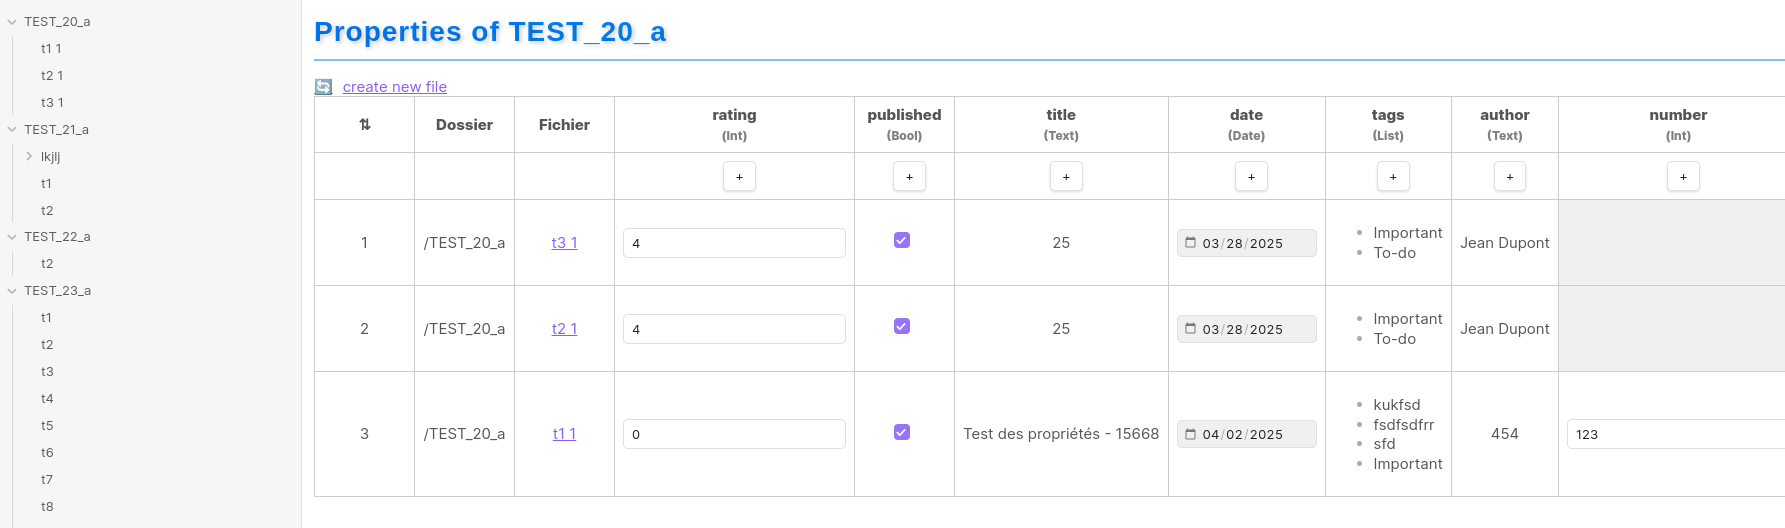 TEST_20_a
t1 1
t2 1
t3 1
TEST_21_a
lkjlj
t1
t2
TEST_22_a
t2
TEST_23_a
t1
t2
t3
t4
t5
t6
t7
t8
Properties of TEST_20_a
create new file
Dossier Fichier rating (Int) published (Bool) title (Text) date (Date) tags (List) author (Text) number (Int)
+ + + + + + +
1 /TEST_20_a t3 1 4 25 03/28/2025 Important Jean Dupont
To-do
2 /TEST_20_a t2 1 4 25 03/28/2025 Important Jean Dupont
To-do
3 /TEST_20_a t1 1 0 Test des propriétés - 15668 04/02/2025 kukfsd 454 123
fsdfsdfrr
sfd
Important